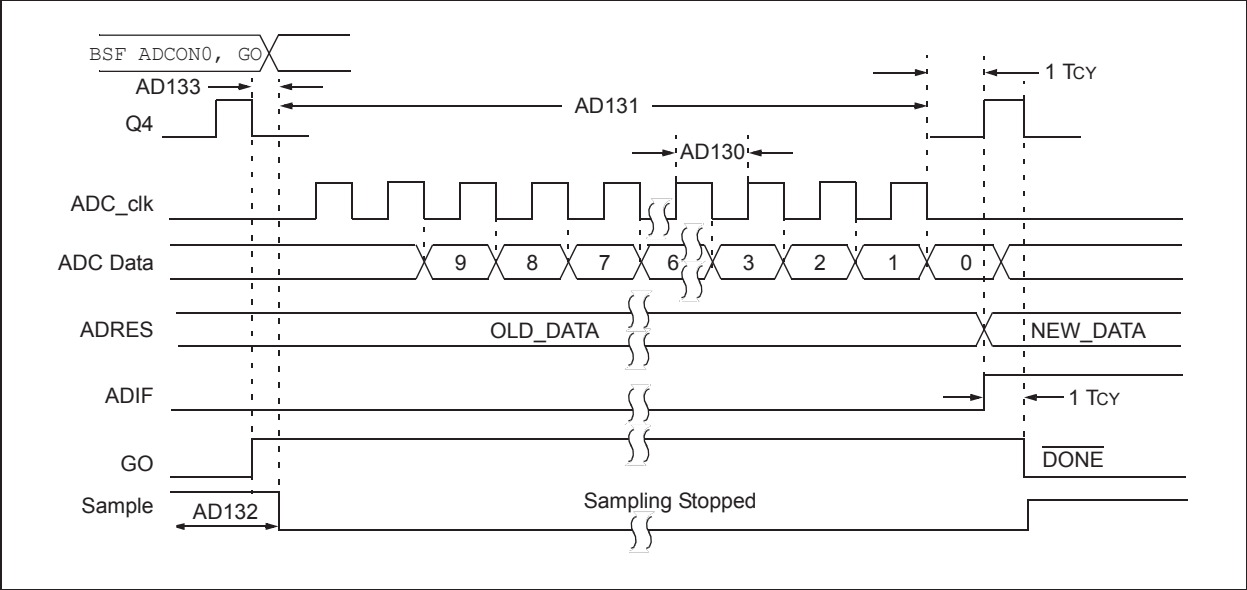 BSF ADCON0, GO
AD133
1 TCY
AD131
Q4
AD130
ADC_clk
ADC Data 9 8 7 6 3 2 1 0
ADRES OLD_DATA NEW_DATA
ADIF
1 TCY
GO DONE
Sample AD132 Sampling Stopped